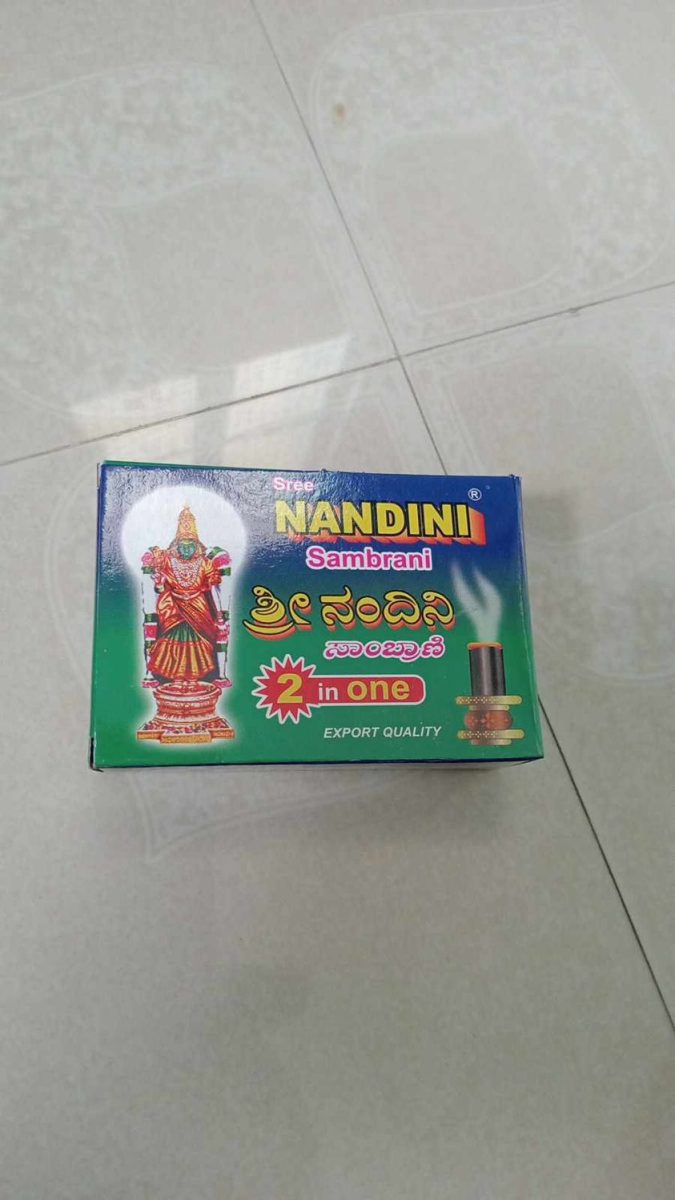 Sree
NANDINI ®
Sambrani
ಶ್ರೀ ನಂದಿನಿ
ಸಾಂಬ್ರಾಣಿ
2 in one
EXPORT QUALITY